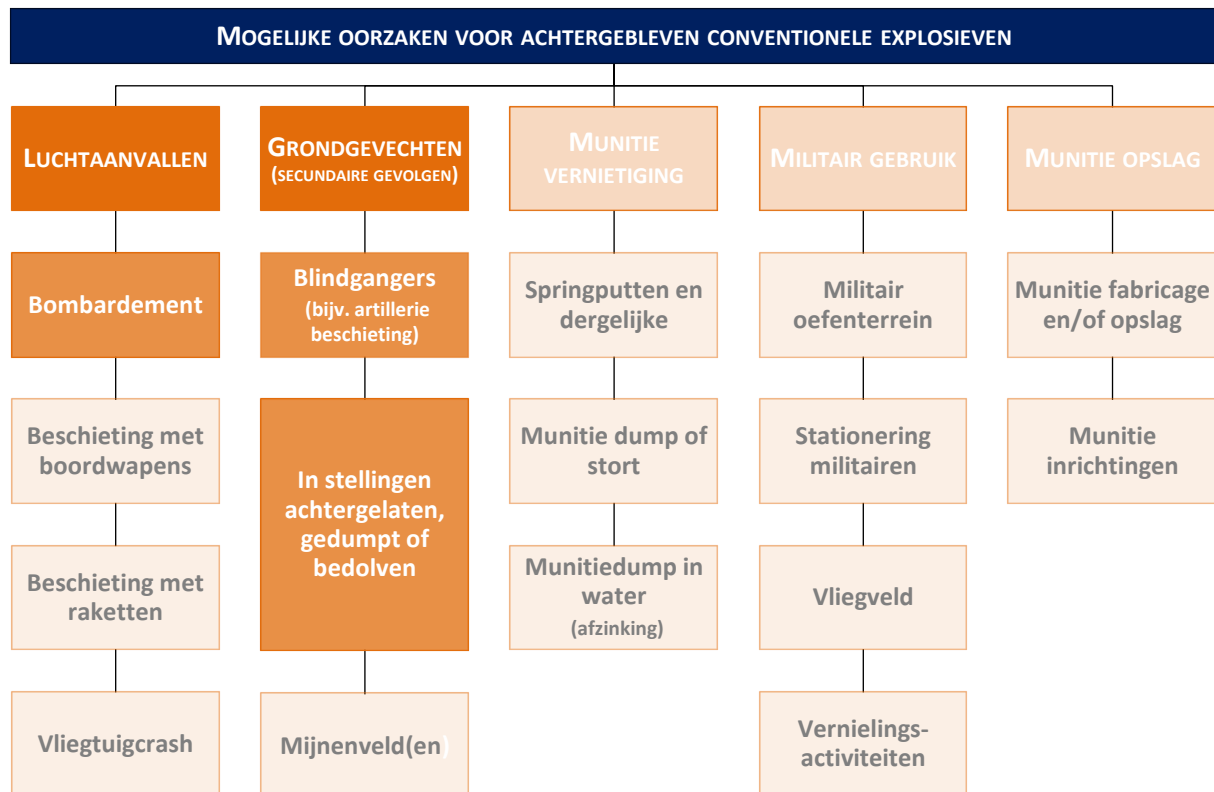 MOGELIJKE OORZAKEN VOOR ACHTERGEBLEVEN CONVENTIONELE EXPLOSIEVEN
LUCHTAANVALLEN
Bombardement
Beschieting met
boordwapens
Beschieting met
raketten
Vliegtuigcrash
GRONDGEVECHTEN
(SECUNDAIRE GEVOLGEN)
Blindgangers
(bijv. artillerie
beschieting)
In stellingen
achtergelaten,
gedumpt of
bedolven
Mijnenveld(en)
MUNITIE
VERNIETIGING
Springputten en
dergelijke
Munitie dump of
stort
Munitiedump in
water
(afzinking)
MILITAIR GEBRUIK
Militair
oefenterrein
Stationering
militairen
Vliegveld
Vernielings-
activiteiten
MUNITIE OPSLAG
Munitie fabricage
en/of opslag
Munitie
inrichtingen